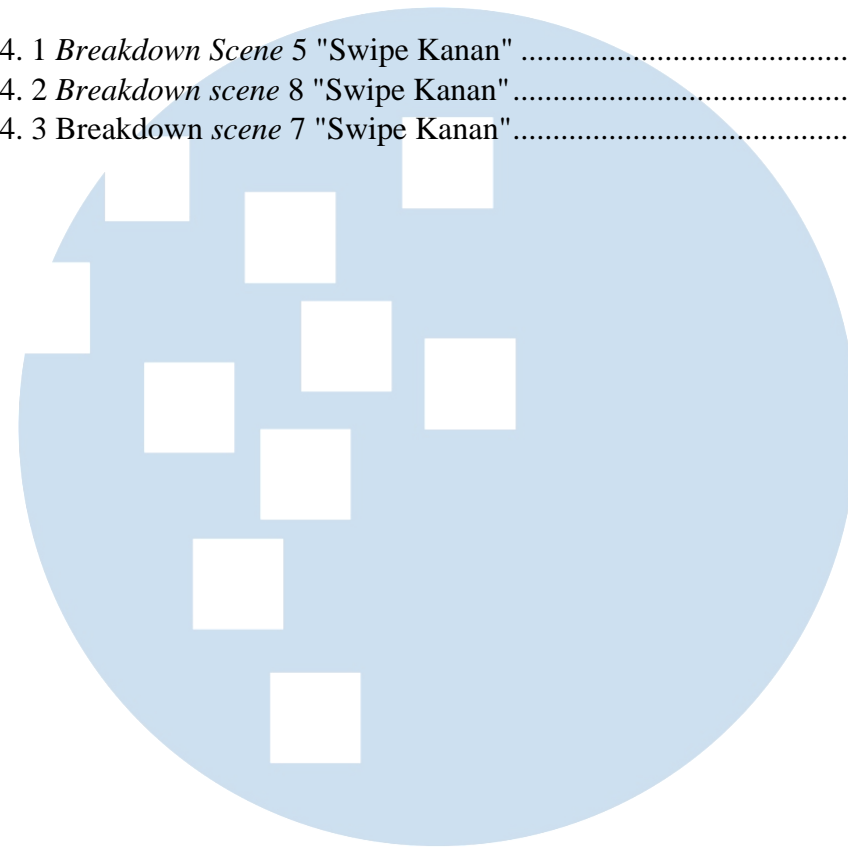 4. 1 Breakdown Scene 5 "Swipe Kanan" ..................................................
4. 2 Breakdown scene 8 "Swipe Kanan" ...................................................
4. 3 Breakdown scene 7 "Swipe Kanan"...................................................